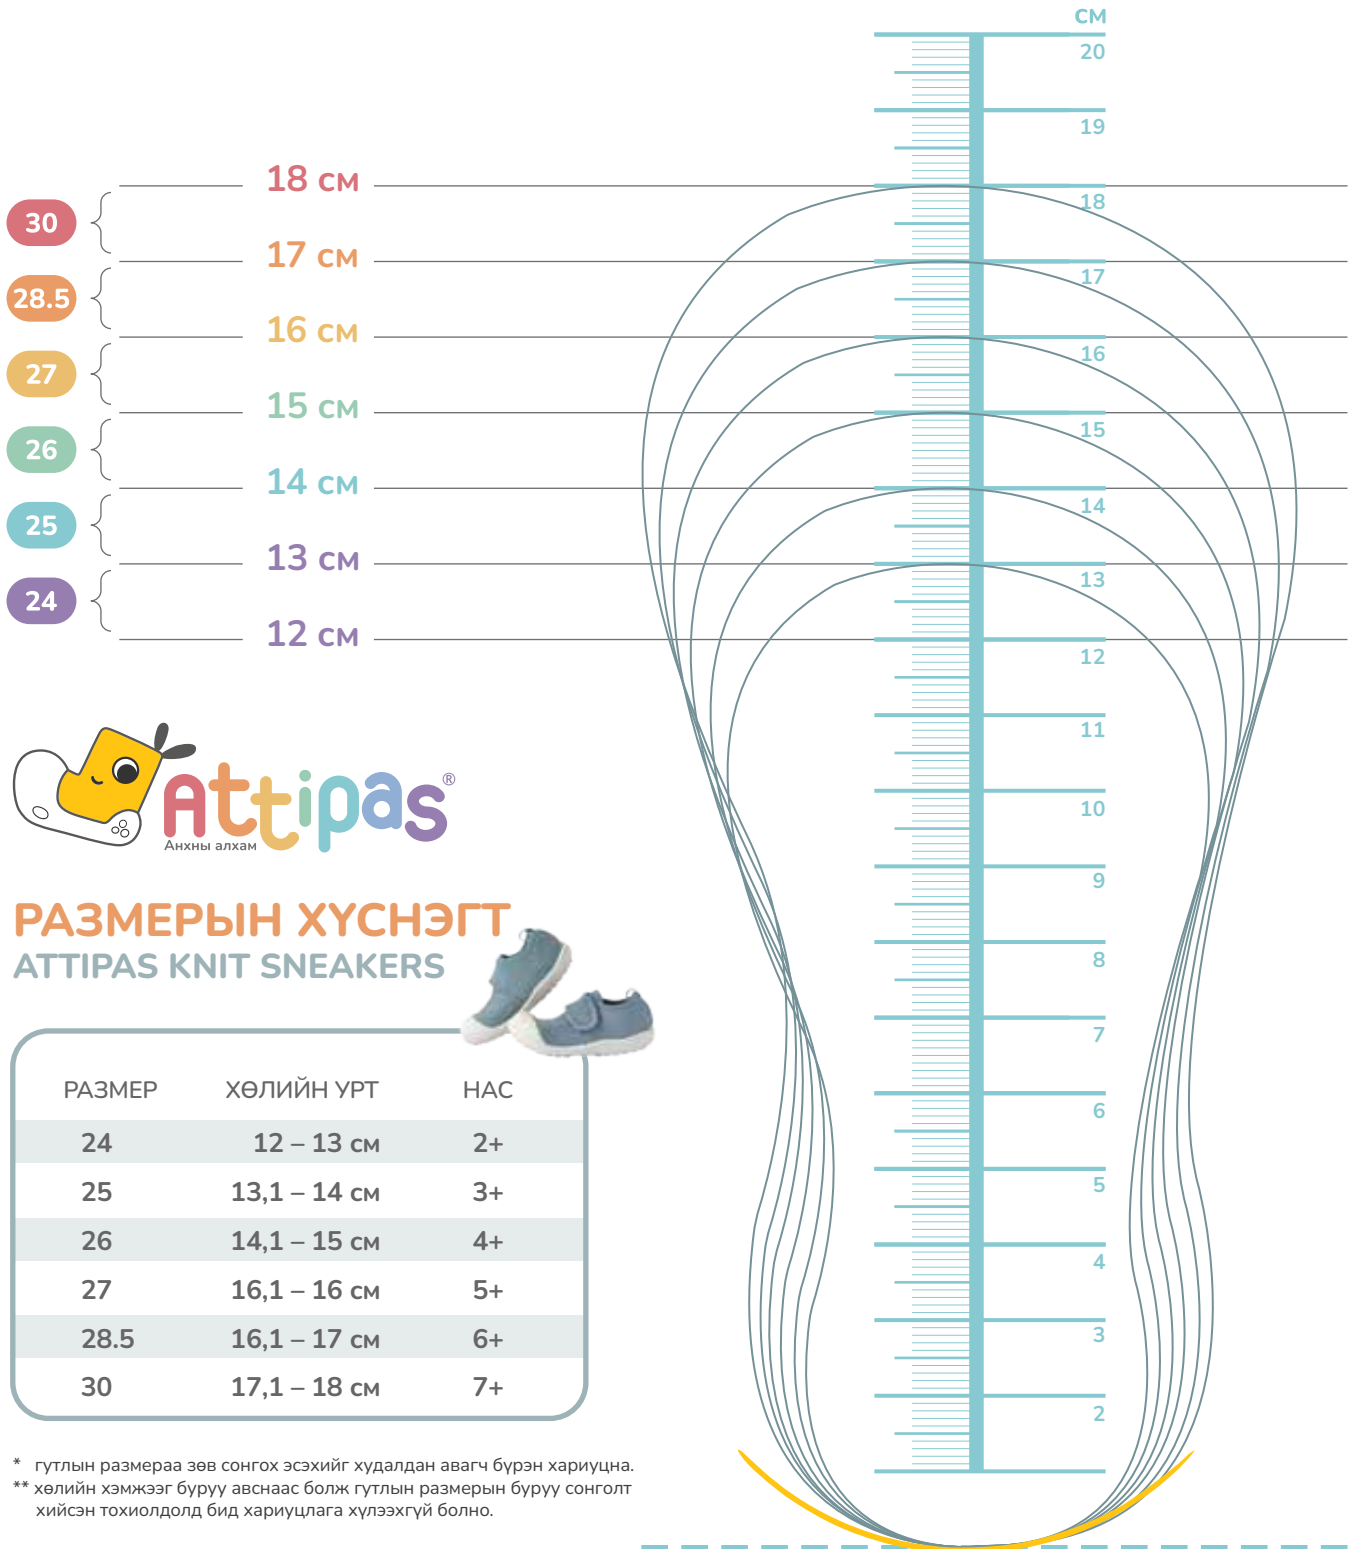 см
20
19
18
17
16
15
14
13
12
11
10
9
8
7
6
5
4
3
2
18 см
30
17 см
28.5
16 см
27
15 см
26
14 см
25
13 см
24
12 см
Attipas®
Анхны алхам
РАЗМЕРЫН ХҮСНЭГТ
ATTIPAS KNIT SNEAKERS
РАЗМЕР ХӨЛИЙН УРТ НАС
24 12 – 13 см 2+
25 13,1 – 14 см 3+
26 14,1 – 15 см 4+
27 16,1 – 16 см 5+
28.5 16,1 – 17 см 6+
30 17,1 – 18 см 7+
* гутлын размераа зөв сонгох эсэхийг худалдан авагч бүрэн хариуцна.
** хөлийн хэмжээг буруу авснаас болж гутлын размерын буруу сонголт
хийсэн тохиолдолд бид хариуцлага хүлээхгүй болно.